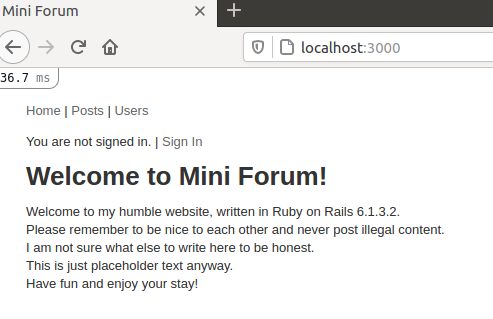 Mini Forum
localhost:3000
36.7 ms
Home | Posts | Users
You are not signed in. | Sign In
Welcome to Mini Forum!
Welcome to my humble website, written in Ruby on Rails 6.1.3.2.
Please remember to be nice to each other and never post illegal content.
I am not sure what else to write here to be honest.
This is just placeholder text anyway.
Have fun and enjoy your stay!